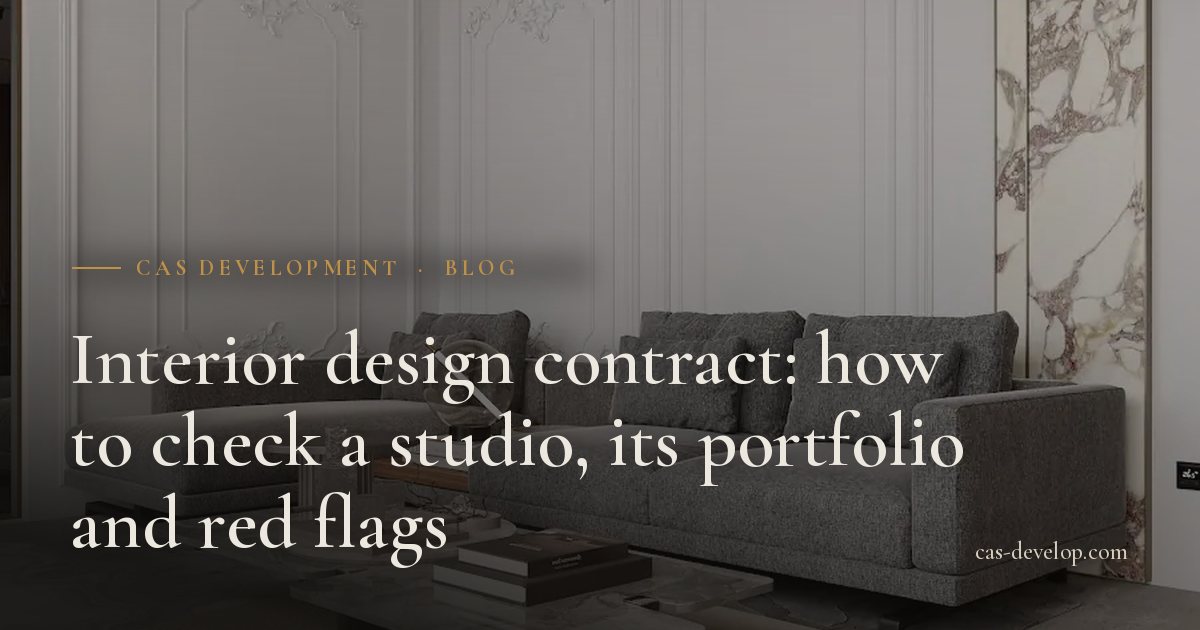 CAS DEVELOPMENT · BLOG
Interior design contract: how
to check a studio, its portfolio
and red flags
cas-develop.com